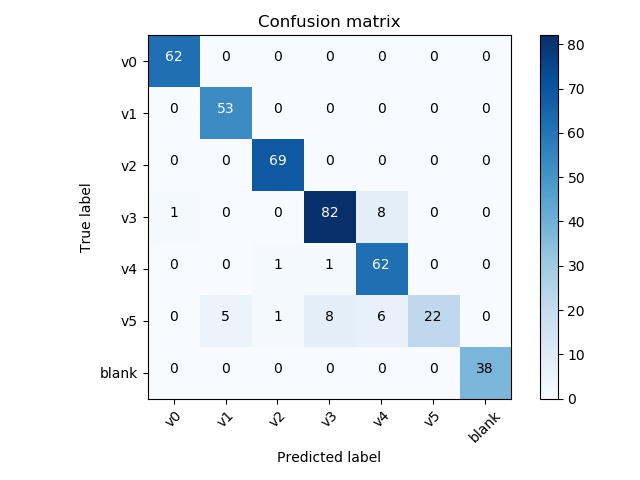 Confusion matrix
v0 62 0 0 0 0 0 0
v1 0 53 0 0 0 0 0
v2 0 0 69 0 0 0 0
v3 1 0 0 82 8 0 0
v4 0 0 1 1 62 0 0
v5 0 5 1 8 6 22 0
blank 0 0 0 0 0 0 38
v0 v1 v2 v3 v4 v5 blank
Predicted label
True label
80
70
60
50
40
30
20
10
0